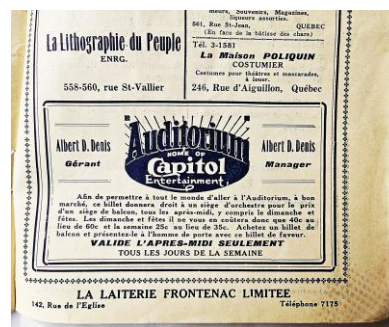 La Lithographie du Peuple
ENRG.
558-560, rue St-Vallier
neurs, Souvenirs, Magazines,
liqueurs assorties.
561, Rue St-Jean, QUEBEC
(En face de la bâtisse des chars)
Tél. 3-1581
La Maison POLIQUIN
COSTUMIER
Costumes pour théâtres et mascarades,
à louer.
246, Rue d'Aiguillon, Québec
Albert D. Denis
Gérant
Auditorium
HOME OF
Capitol
Entertainment
Albert D. Denis
Manager
Afin de permettre à tout le monde d'aller à l'Auditorium, à bon
marché, ce billet donnera droit à un siège d'orchestre pour le prix
d'un siège de balcon, tous les après-midi, y compris le dimanche et
fêtes. Les dimanche et fêtes il ne vous en coûtera donc que 40c au
lieu de 60c et la semaine 25c au lieu de 35c. Achetez un billet de
balcon et présentez-le à l'homme de porte avec ce billet de faveur.
VALIDE L'APRES-MIDI SEULEMENT
TOUS LES JOURS DE LA SEMAINE
LA LAITERIE FRONTENAC LIMITEE
142, Rue de l'Eglise Téléphone 7175